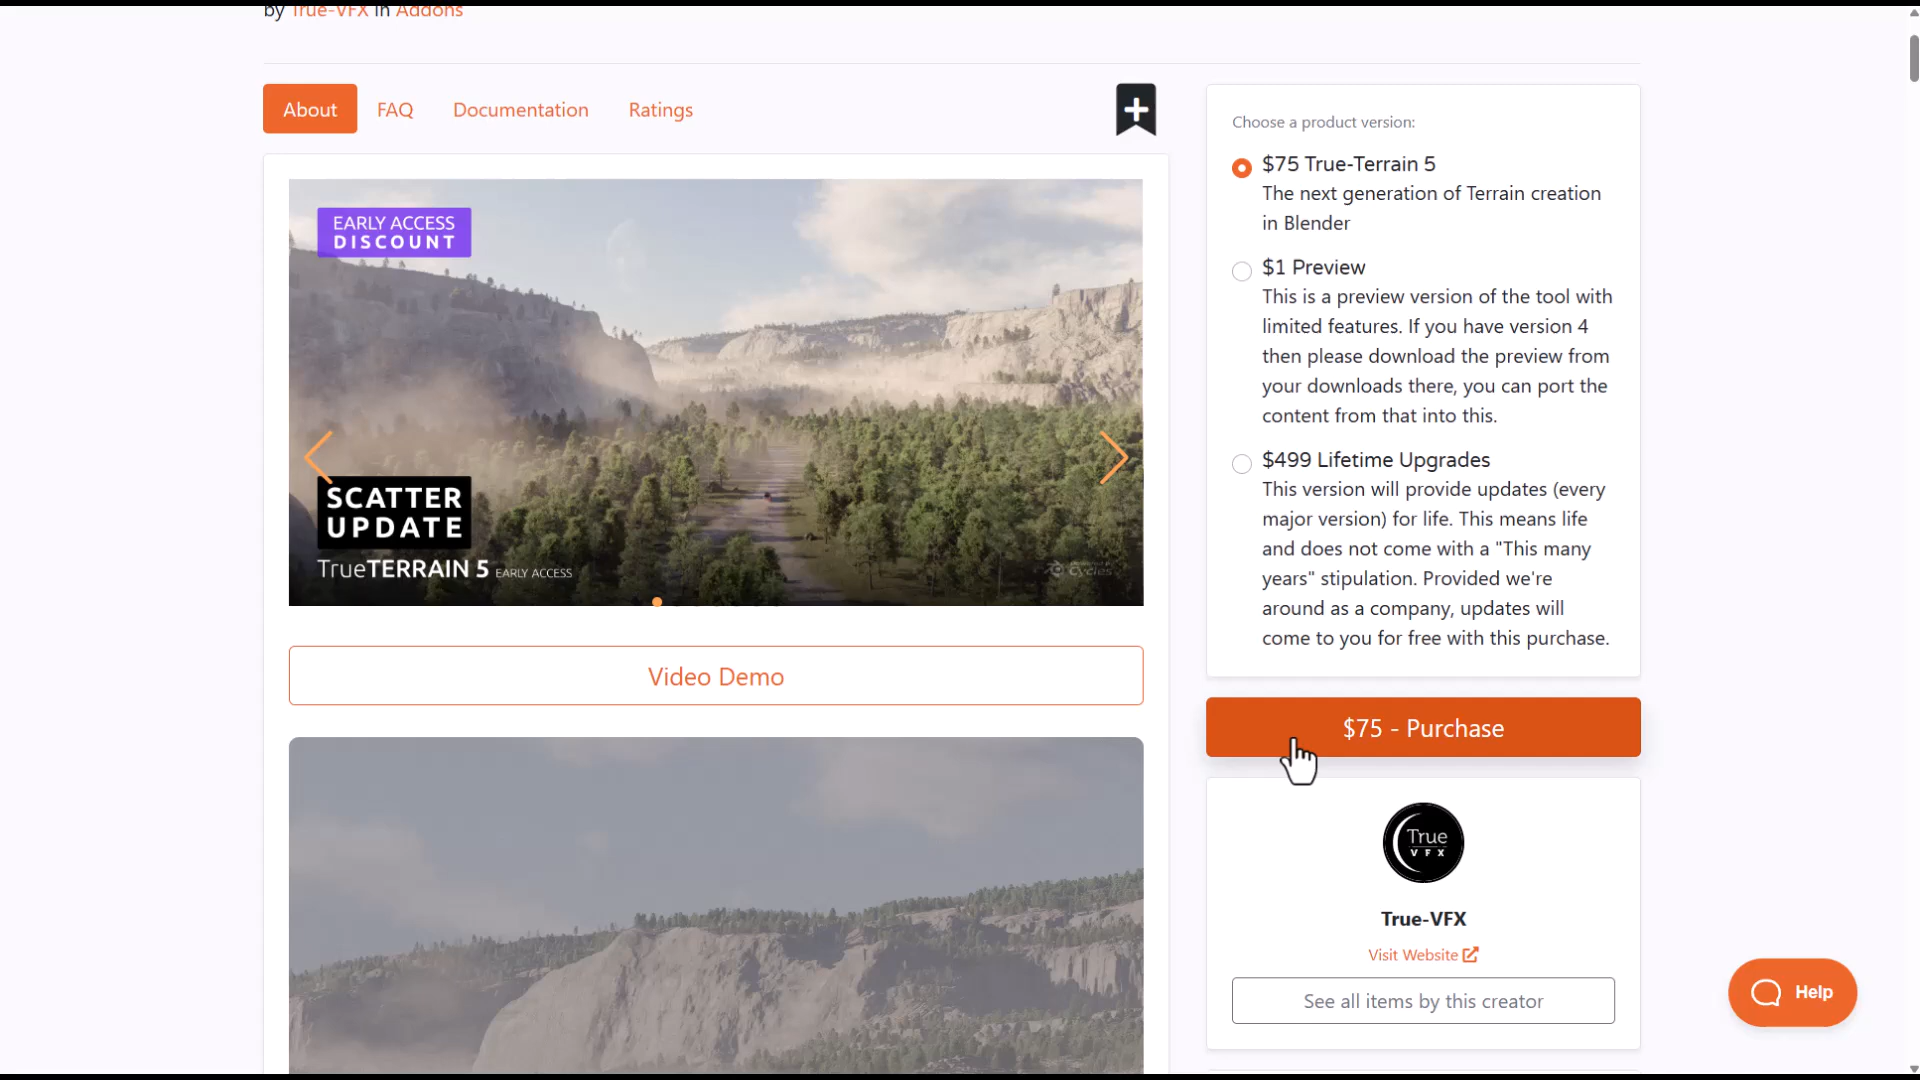 by True-VFX in Addons
About
FAQ
Documentation
Ratings
EARLY ACCESS
DISCOUNT
SCATTER
UPDATE
TrueTERRAIN 5 EARLY ACCESS
cycles
Video Demo
Choose a product version:
$75 True-Terrain 5
The next generation of Terrain creation
in Blender
$1 Preview
This is a preview version of the tool with
limited features. If you have version 4
then please download the preview from
your downloads there, you can port the
content from that into this.
$499 Lifetime Upgrades
This version will provide updates (every
major version) for life. This means life
and does not come with a "This many
years" stipulation. Provided we're
around as a company, updates will
come to you for free with this purchase.
$75 - Purchase
True
VFX
True-VFX
Visit Website
See all items by this creator
Help